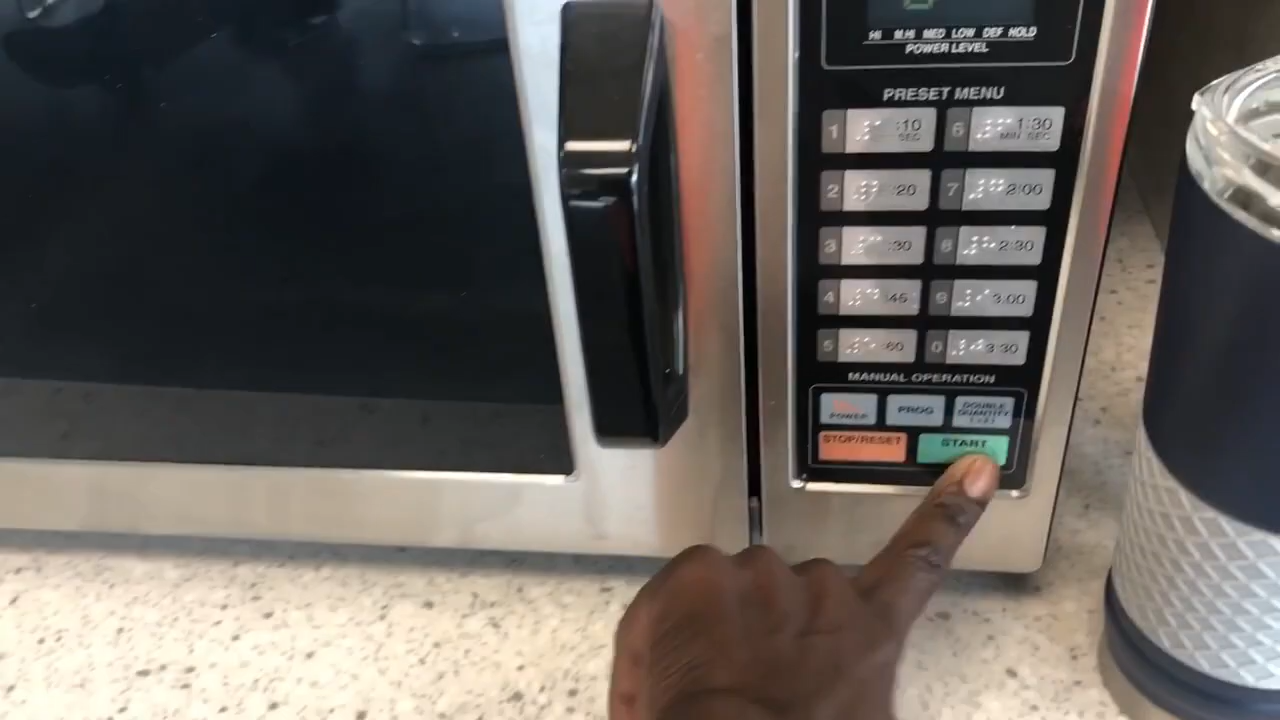 HI M.HI MED LOW DEF HOLD
POWER LEVEL
PRESET MENU
1 :10 SEC 6 1:30 MIN SEC
2 :20 7 2:00
3 :30 8 2:30
4 :45 9 3:00
5 :60 0 3:30
MANUAL OPERATION
POWER PROG DOUBLE QUANTITY
STOP/RESET START